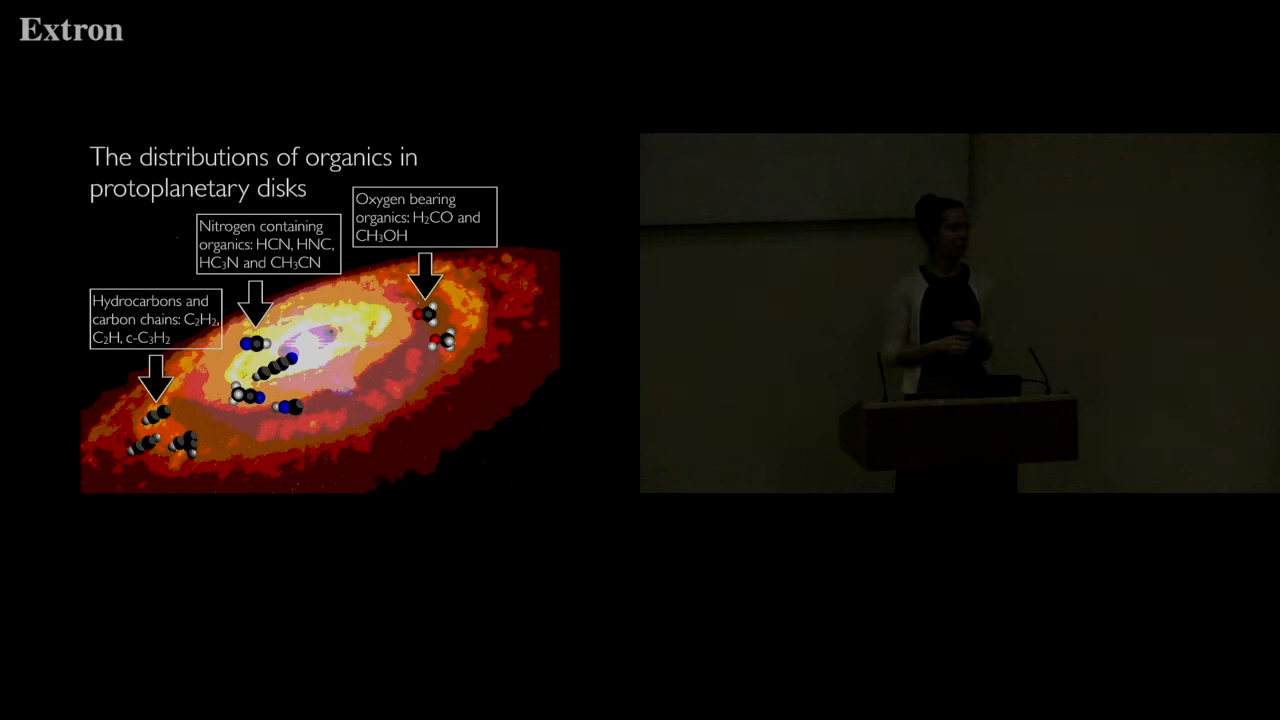 Extron
The distributions of organics in
protoplanetary disks
Oxygen bearing
organics: H₂CO and
CH₃OH
Nitrogen containing
organics: HCN, HNC,
HC₃N and CH₃CN
Hydrocarbons and
carbon chains: C₂H₂,
C₂H, c-C₃H₂